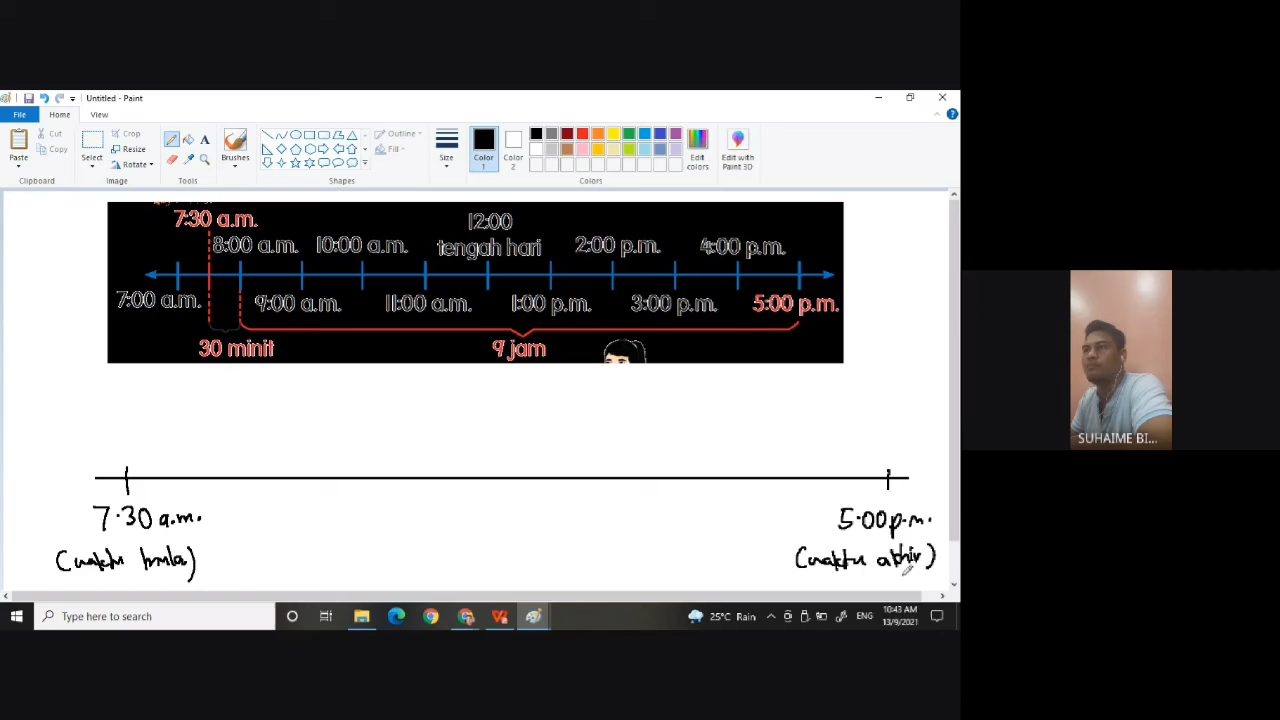 Untitled - Paint
File Home View
Paste
Cut
Copy
Clipboard
Select
Crop
Resize
Rotate
Image
Tools
Brushes
Shapes
Outline
Fill
Size
Color 1
Color 2
Colors
Edit colors
Edit with Paint 3D
7:30 a.m.
8:00 a.m. 10:00 a.m. 12:00 tengah hari 2:00 p.m. 4:00 p.m.
7:00 a.m. 9:00 a.m. 11:00 a.m. 1:00 p.m. 3:00 p.m. 5:00 p.m.
30 minit 9 jam
SUHAIME BI...
7.30 a.m. 5.00 p.m.
(waktu mula) (waktu akhir)
Type here to search
25°C Rain
ENG
10:43 AM
13/9/2021